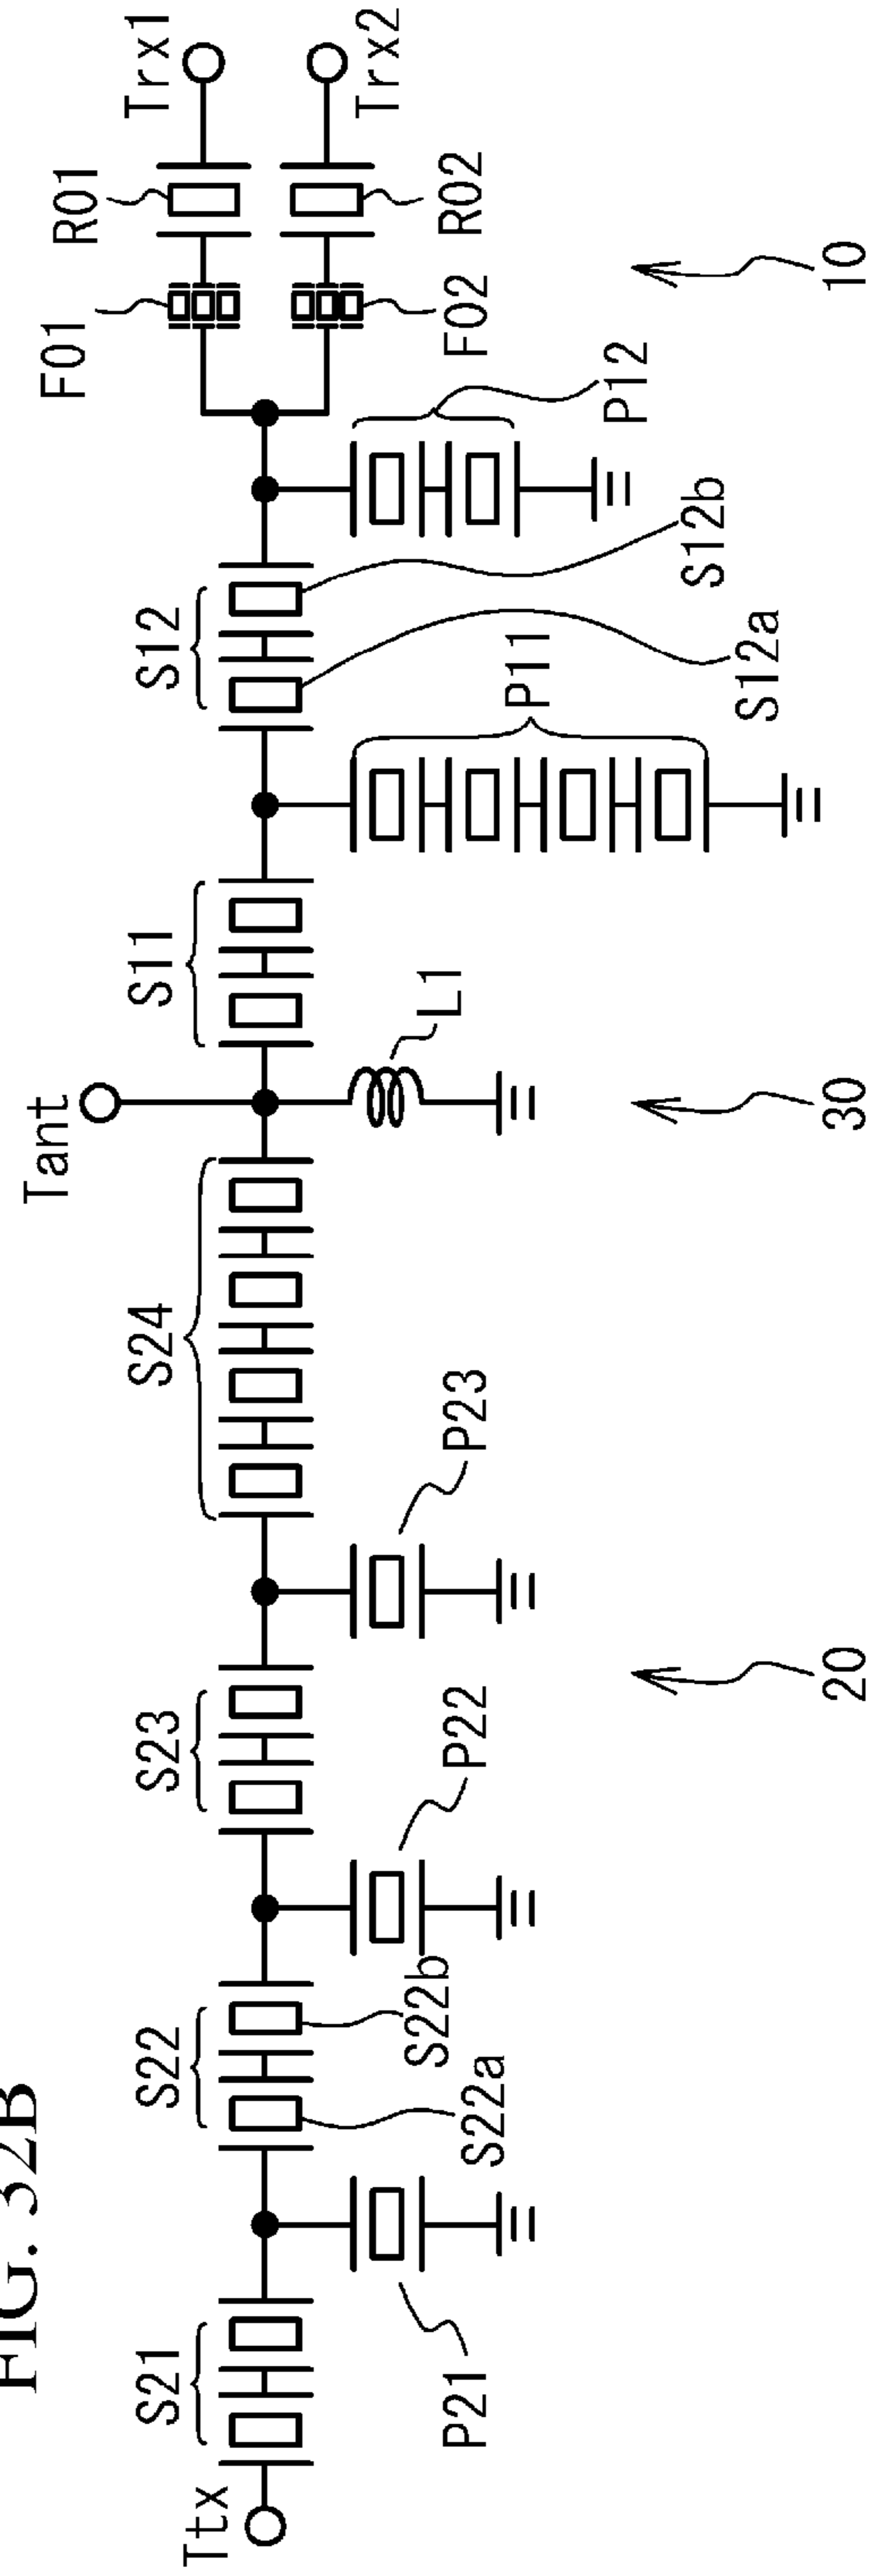 FIG. 32B
Tant
Trx1
R01
F01
S21
S22
S23
S24
S11
S12
Ttx
Trx2
R02
F02
P21
S22a
S22b
P22
P23
L1
P11
S12a
S12b
P12
20
30
10